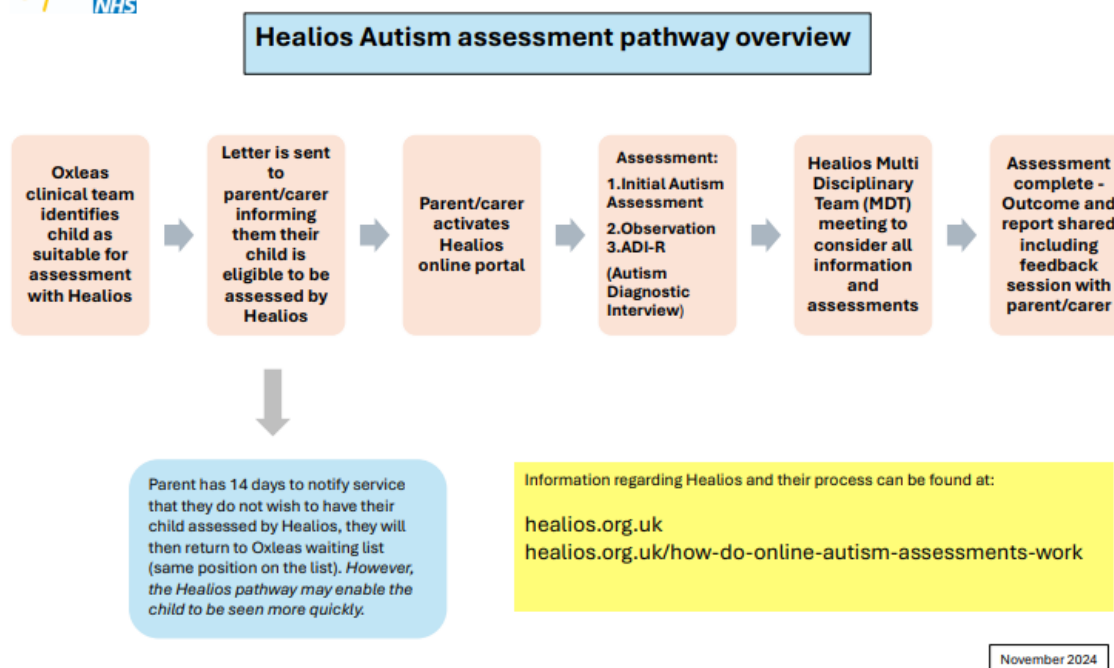 NHS
Healios Autism assessment pathway overview
Oxleas
clinical team
identifies
child as
suitable for
assessment
with Healios
Letter is sent
to
parent/carer
informing
them their
child is
eligible to be
assessed by
Healios
Parent/carer
activates
Healios
online portal
Assessment:
1.Initial Autism
Assessment
2.Observation
3.ADI-R
(Autism
Diagnostic
Interview)
Healios Multi
Disciplinary
Team (MDT)
meeting to
consider all
information
and
assessments
Assessment
complete -
Outcome and
report shared
including
feedback
session with
parent/carer
Parent has 14 days to notify service
that they do not wish to have their
child assessed by Healios, they will
then return to Oxleas waiting list
(same position on the list). However,
the Healios pathway may enable the
child to be seen more quickly.
Information regarding Healios and their process can be found at:
healios.org.uk
healios.org.uk/how-do-online-autism-assessments-work
November 2024